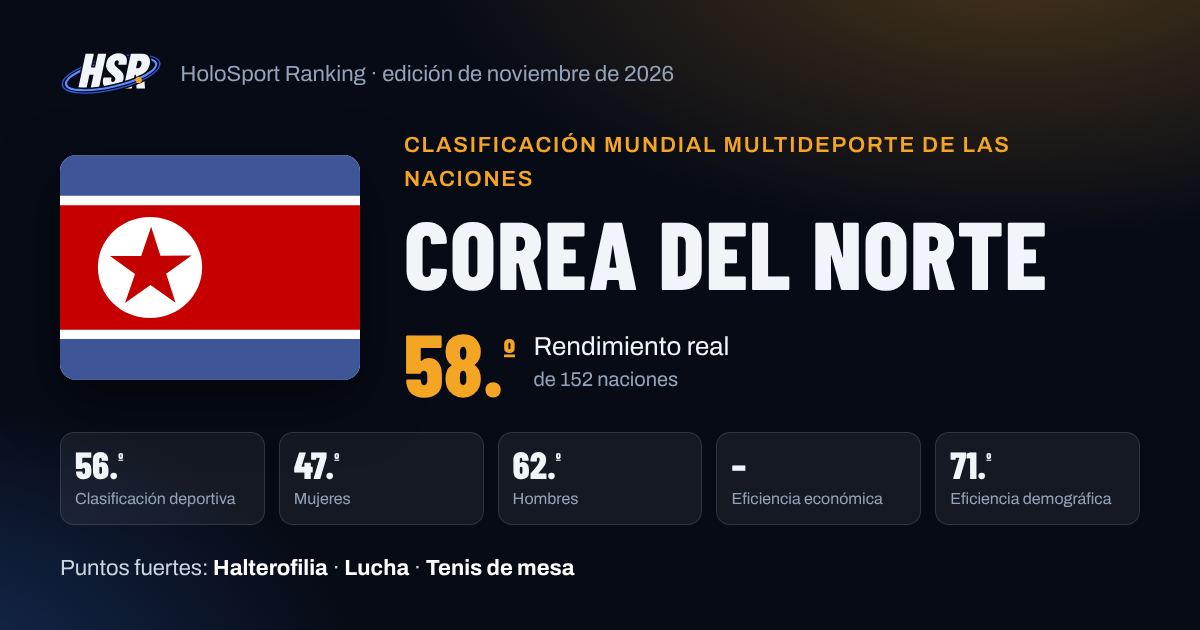 HSR
HoloSport Ranking · edición de noviembre de 2026
CLASIFICACIÓN MUNDIAL MULTIDEPORTE DE LAS
NACIONES
COREA DEL NORTE
58.º
Rendimiento real
de 152 naciones
56.º
Clasificación deportiva
47.º
Mujeres
62.º
Hombres
–
Eficiencia económica
71.º
Eficiencia demográfica
Puntos fuertes: Halterofilia · Lucha · Tenis de mesa